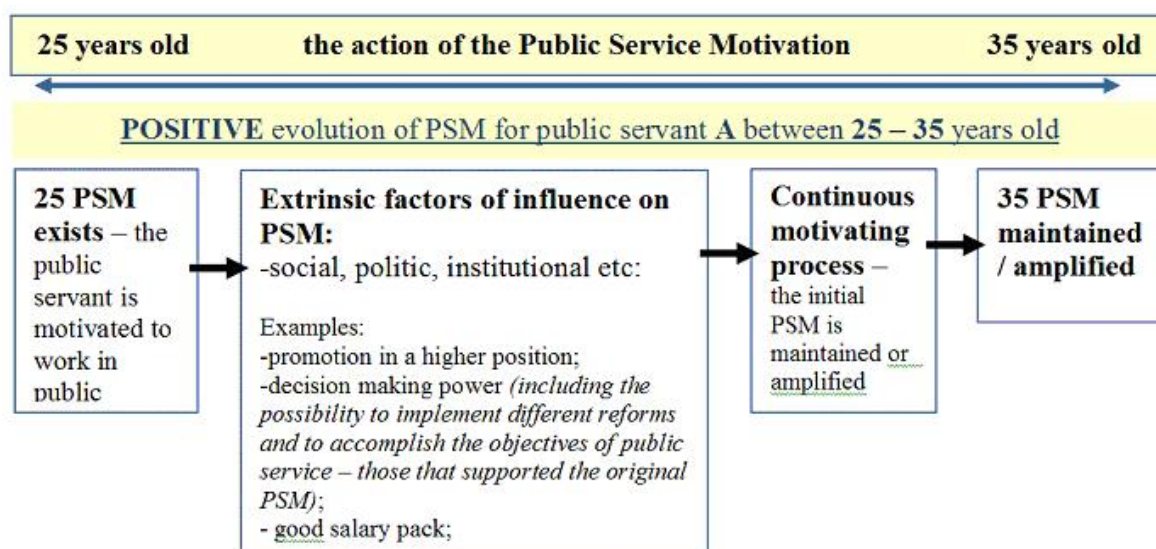 25 years old the action of the Public Service Motivation 35 years old
POSITIVE evolution of PSM for public servant A between 25 – 35 years old
25 PSM
exists – the
public
servant is
motivated to
work in
public
Extrinsic factors of influence on
PSM:
-social, politic, institutional etc:
Examples:
-promotion in a higher position;
-decision making power (including the
possibility to implement different reforms
and to accomplish the objectives of public
service – those that supported the original
PSM);
- good salary pack;
Continuous
motivating
process –
the initial
PSM is
maintained or
amplified
35 PSM
maintained
/ amplified